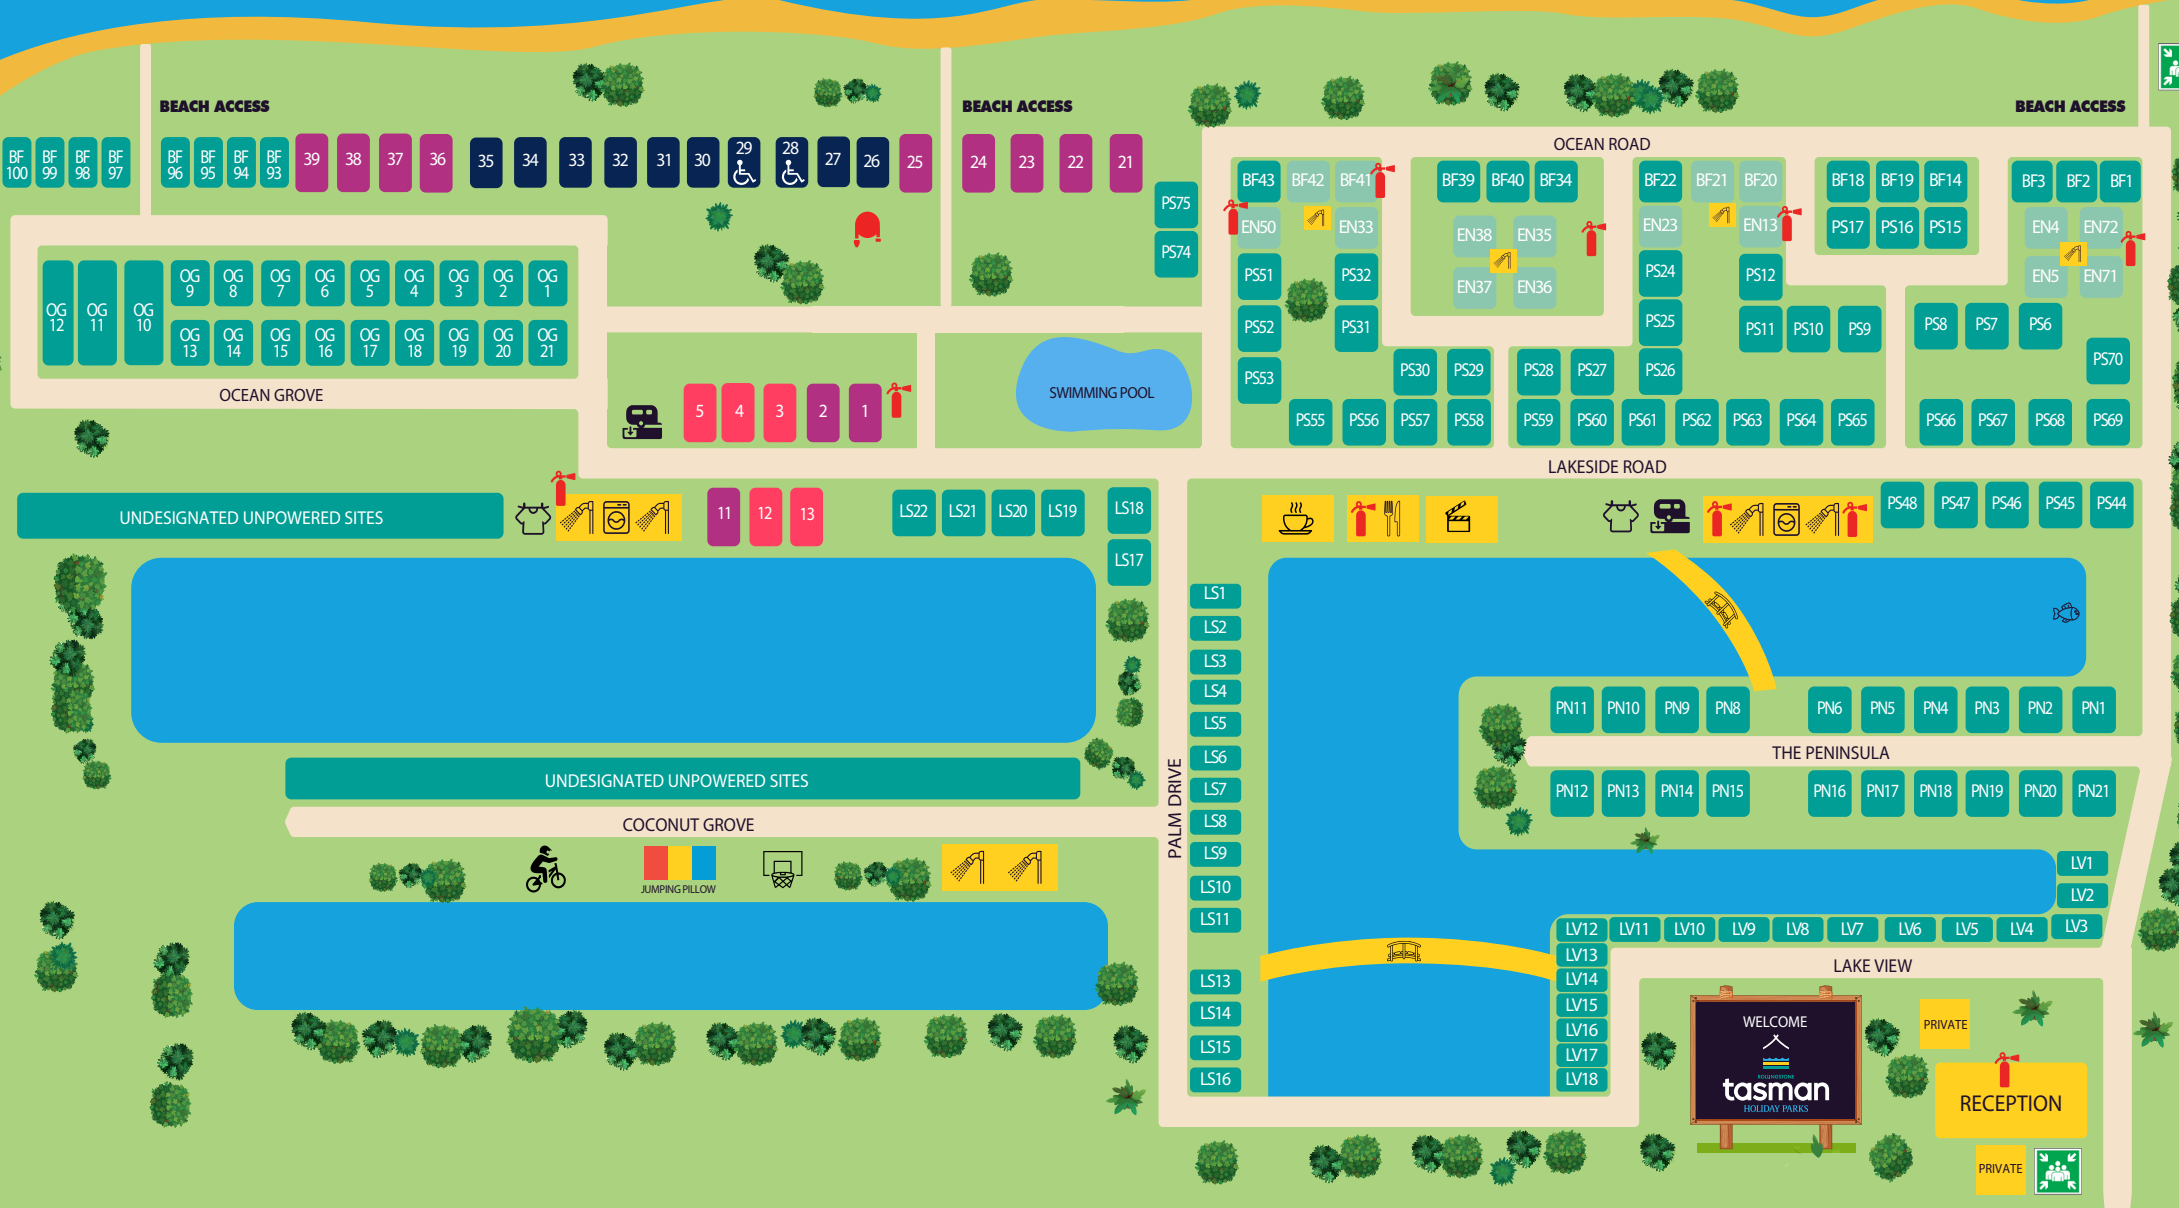 BEACH ACCESS
BEACH ACCESS
BEACH ACCESS
OCEAN ROAD
BF
100
BF
99
BF
98
BF
97
BF
96
BF
95
BF
94
BF
93
39
38
37
36
35
34
33
32
31
30
29
28
27
26
25
24
23
22
21
PS75
PS74
BF43
BF42
BF41
EN50
EN33
PS51
PS32
PS52
PS31
PS53
BF39
BF40
BF34
EN38
EN35
EN37
EN36
PS30
PS29
PS28
PS27
BF22
BF21
BF20
EN23
EN13
PS24
PS12
PS25
PS11
PS10
PS9
PS26
BF18
BF19
BF14
PS17
PS16
PS15
BF3
BF2
BF1
EN4
EN72
EN5
EN71
PS8
PS7
PS6
PS70
PS55
PS56
PS57
PS58
PS59
PS60
PS61
PS62
PS63
PS64
PS65
PS66
PS67
PS68
PS69
OG
12
OG
11
OG
10
OG
9
OG
8
OG
7
OG
6
OG
5
OG
4
OG
3
OG
2
OG
1
OG
13
OG
14
OG
15
OG
16
OG
17
OG
18
OG
19
OG
20
OG
21
OCEAN GROVE
5
4
3
2
1
SWIMMING POOL
LAKESIDE ROAD
UNDESIGNATED UNPOWERED SITES
11
12
13
LS22
LS21
LS20
LS19
LS18
LS17
PS48
PS47
PS46
PS45
PS44
LS1
LS2
LS3
LS4
LS5
LS6
LS7
LS8
LS9
LS10
LS11
LS13
LS14
LS15
LS16
PALM DRIVE
UNDESIGNATED UNPOWERED SITES
COCONUT GROVE
JUMPING PILLOW
PN11
PN10
PN9
PN8
PN6
PN5
PN4
PN3
PN2
PN1
THE PENINSULA
PN12
PN13
PN14
PN15
PN16
PN17
PN18
PN19
PN20
PN21
LV1
LV2
LV12
LV11
LV10
LV9
LV8
LV7
LV6
LV5
LV4
LV3
LV13
LV14
LV15
LV16
LV17
LV18
LAKE VIEW
WELCOME
ROLLINGSTONE
tasman
HOLIDAY PARKS
PRIVATE
RECEPTION
PRIVATE